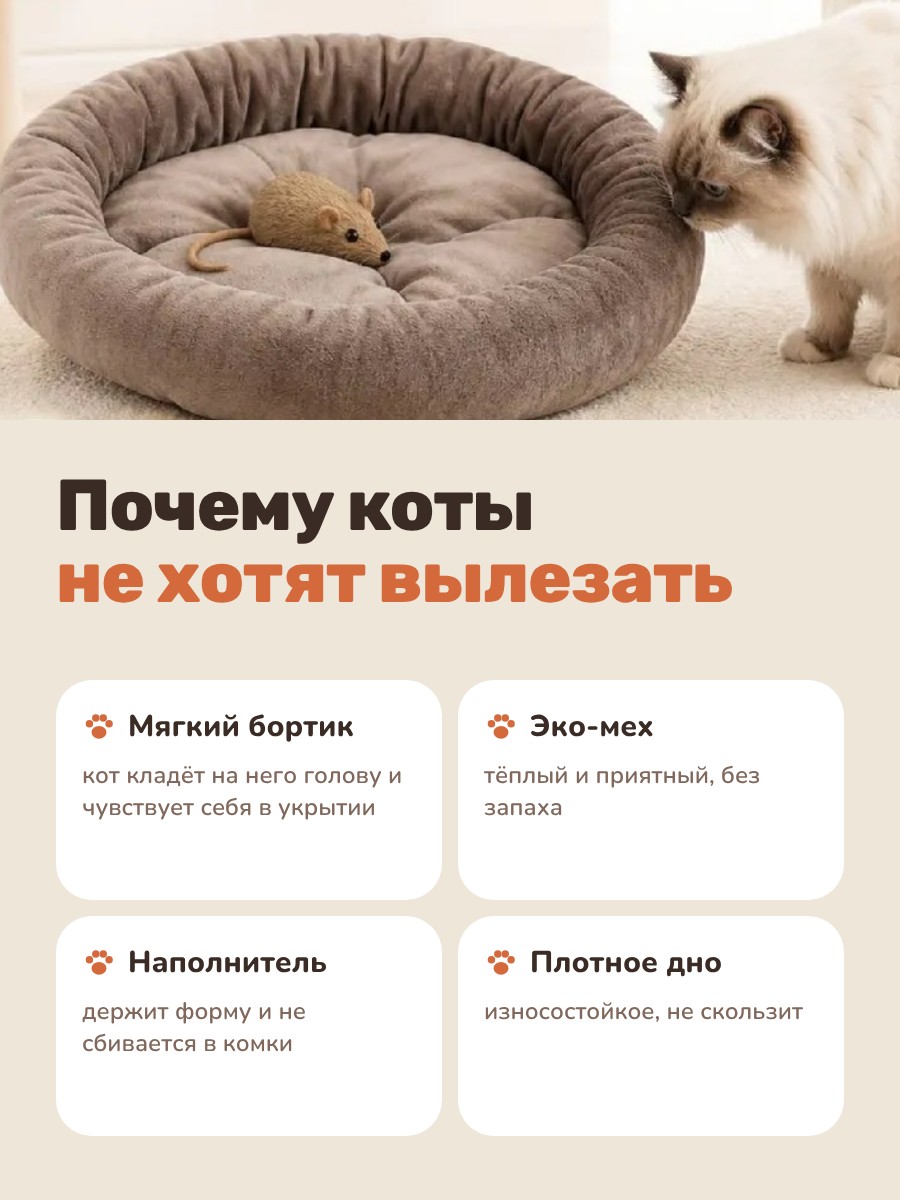 Почему коты
не хотят вылезать
Мягкий бортик
кот кладёт на него голову и
чувствует себя в укрытии
Эко-мех
тёплый и приятный, без
запаха
Наполнитель
держит форму и не
сбивается в комки
Плотное дно
износостойкое, не скользит